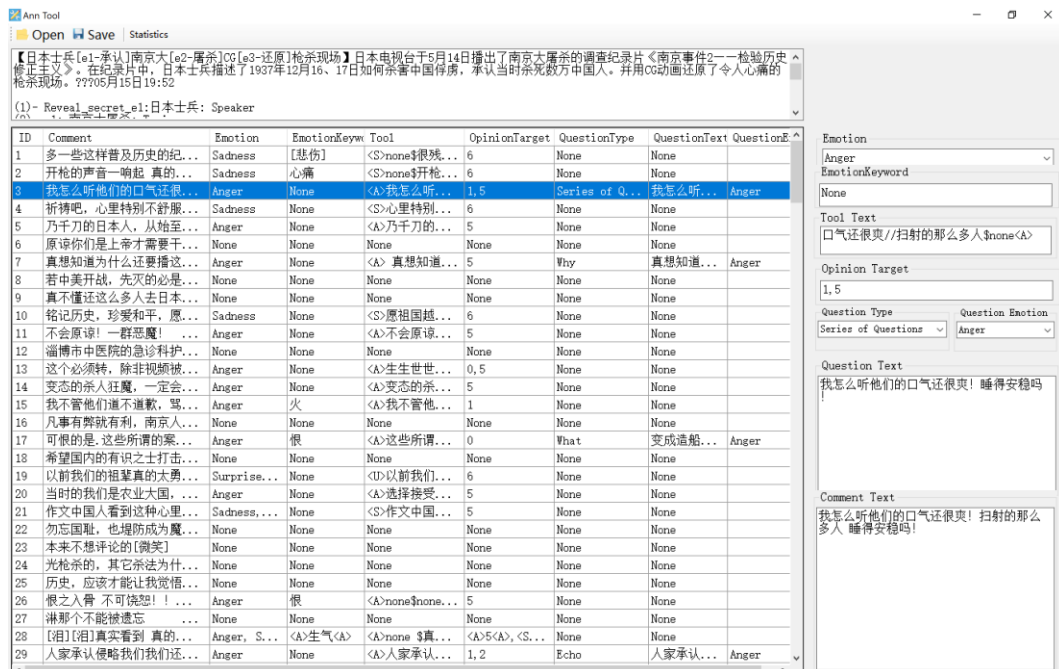 Ann Tool
Open Save Statistics
【日本士兵[e1-承认]南京大[e2-屠杀]CG[e3-还原]枪杀现场】日本电视台于5月14日播出了南京大屠杀的调查纪录片《南京事件2——检验历史
修正主义》。在纪录片中，日本士兵描述了1937年12月16、17日如何杀害中国俘虏，承认当时杀死数万中国人。并用CG动画还原了令人心痛的
枪杀现场。???05月15日19:52
(1)- Reveal_secret_e1:日本士兵: Speaker
ID Comment Emotion EmotionKeywo Tool OpinionTarget QuestionType QuestionText QuestionE
1 多一些这样普及历史的纪... Sadness [悲伤] <S>none$很残... 6 None None
2 开枪的声音一响起 真的... Sadness 心痛 <S>none$开枪... 6 None None
3 我怎么听他们的口气还很... Anger None <A>我怎么听... 1,5 Series of Q... 我怎么听... Anger
4 祈祷吧，心里特别不舒服... Sadness None <S>心里特别... 6 None None
5 乃千刀的日本人，从始至... Anger None <A>乃千刀的... 5 None None
6 原谅你们是上帝才需要干... None None None None None None
7 真想知道为什么还要播这... Anger None <A> 真想知道... 5 Why 真想知道... Anger
8 若中美开战，先灭的必是... None None None None None None
9 真不懂还这么多人去日本... None None None None None None
10 铭记历史，珍爱和平，愿... Sadness None <S>愿祖国越... 6 None None
11 不会原谅！一群恶魔！ ... Anger None <A>不会原谅... 5 None None
12 淄博市中医院的急诊科护... None None None None None None
13 这个必须转，除非视频被... Anger None <A>生生世世... 0,5 None None
14 变态的杀人狂魔，一定会... Anger None <A>变态的杀... 5 None None
15 我不管他们道不道歉，骂... Anger 火 <A>我不管他... 1 None None
16 凡事有弊就有利，南京人... None None None None None None
17 可恨的是.这些所谓的案... Anger 恨 <A>这些所谓... 0 What 变成造船... Anger
18 希望国内的有识之士打击... None None None None None None
19 以前我们的祖辈真的太勇... Surprise... None <U>以前我们... 6 None None
20 当时的我们是农业大国，... Anger None <A>选择接受... 5 None None
21 作文中国人看到这种心里... Sadness,... None <S>作文中国... 5 None None
22 勿忘国耻，也堤防成为魔... None None None None None None
23 本来不想评论的[微笑] None None None None None None
24 光枪杀的，其它杀法为什... None None None None None None
25 历史，应该才能让我觉悟... None None None None None None
26 恨之入骨 不可饶恕！！... Anger 恨 <A>none$none... 5 None None
27 淋那个不能被遗忘 ... None None None None None None
28 [泪][泪]真实看到 真的... Anger, S... <A>生气<A> <A>none $真... <A>5<A>,<S... None None
29 人家承认侵略我们我们还... Anger None <A>人家承认... 1,2 Echo 人家承认... Anger
Emotion
Anger
EmotionKeyword
None
Tool Text
口气还很爽//扫射的那么多人$none<A>
Opinion Target
1,5
Question Type Question Emotion
Series of Questions Anger
Question Text
我怎么听他们的口气还很爽！睡得安稳吗
！
Comment Text
我怎么听他们的口气还很爽！扫射的那么
多人 睡得安稳吗！